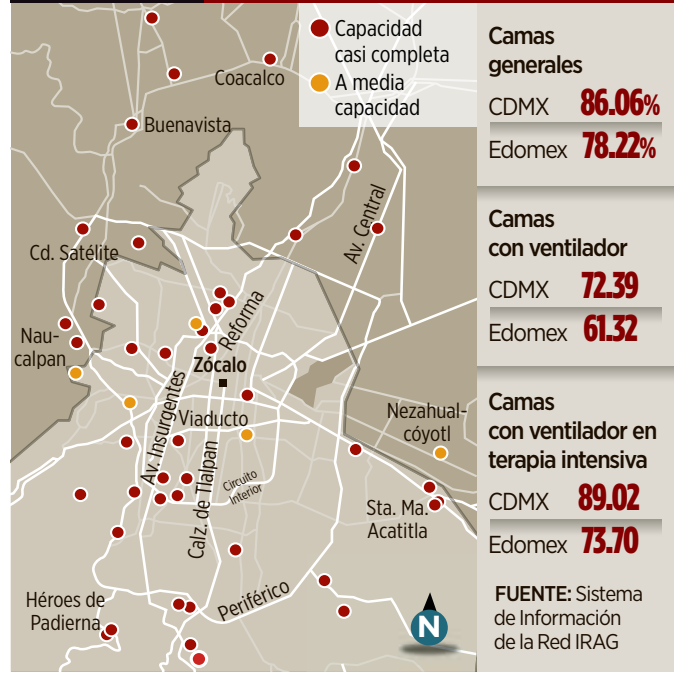 Capacidad
casi completa
A media
capacidad
Coacalco
Buenavista
Av. Central
Cd. Satélite
Reforma
Nau-
calpan
Zócalo
Av. Insurgentes
Viaducto
Nezahual-
cóyotl
Calz. de Tlalpan
Circuito
Interior
Sta. Ma.
Acatitla
Periférico
Héroes de
Padierna
N
Camas
generales
CDMX 86.06%
Edomex 78.22%
Camas
con ventilador
CDMX 72.39
Edomex 61.32
Camas
con ventilador en
terapia intensiva
CDMX 89.02
Edomex 73.70
FUENTE: Sistema
de Información
de la Red IRAG